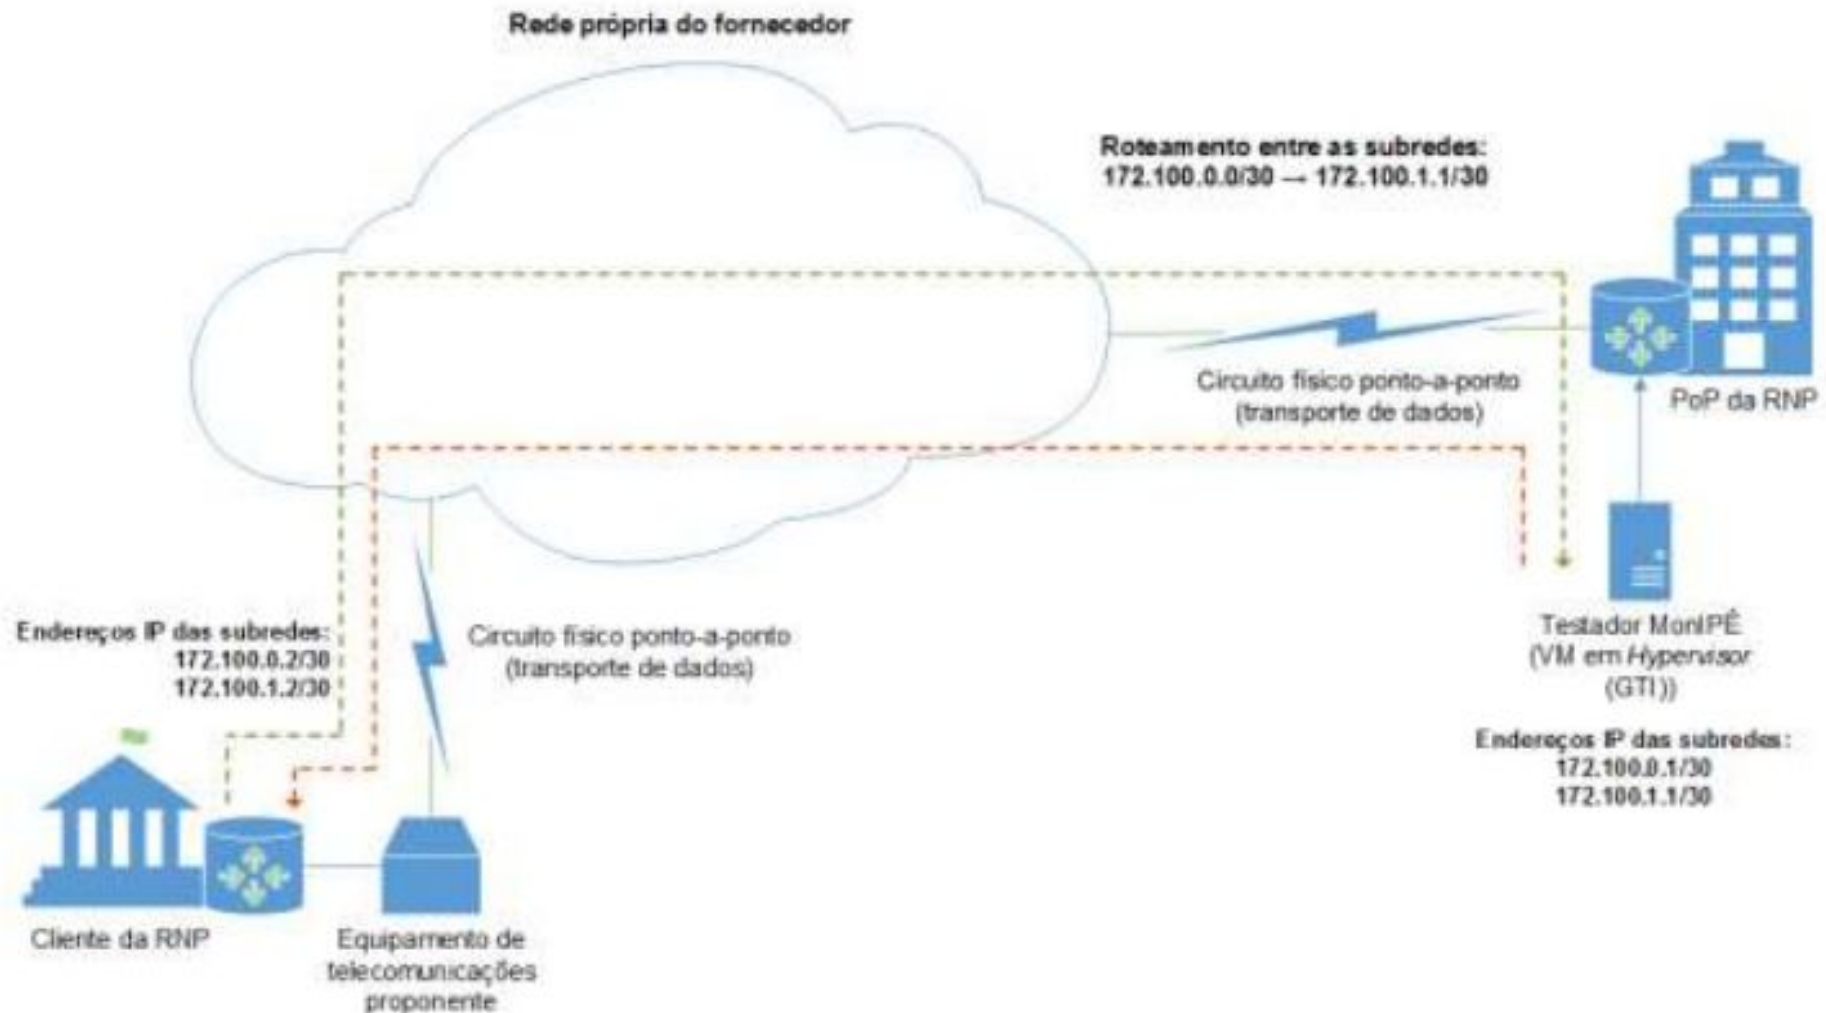 Rede própria do fornecedor
Roteamento entre as subredes:
172.100.0.0/30 → 172.100.1.1/30
Circuito físico ponto-a-ponto
(transporte de dados)
PoP da RNP
Endereços IP das subredes:
172.100.0.2/30
172.100.1.2/30
Circuito físico ponto-a-ponto
(transporte de dados)
Testador MonIPÊ
(VM em Hypervisor
(GTI))
Endereços IP das subredes:
172.100.0.1/30
172.100.1.1/30
Cliente da RNP
Equipamento de
telecomunicações
proponente